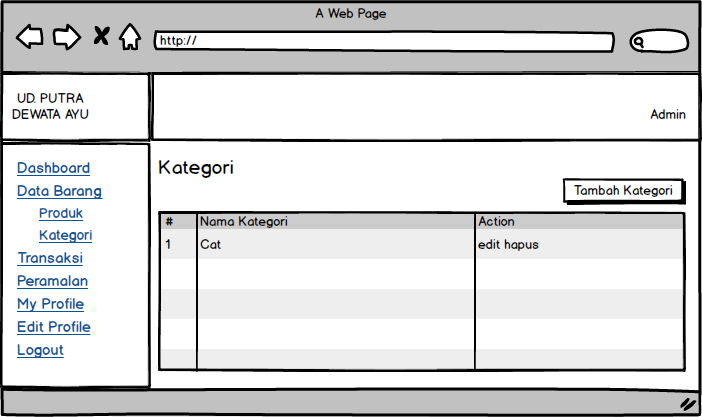 A Web Page
http://
UD. PUTRA
DEWATA AYU
Admin
Dashboard
Data Barang
Produk
Kategori
Transaksi
Peramalan
My Profile
Edit Profile
Logout
Kategori
Tambah Kategori
# Nama Kategori Action
1 Cat edit hapus